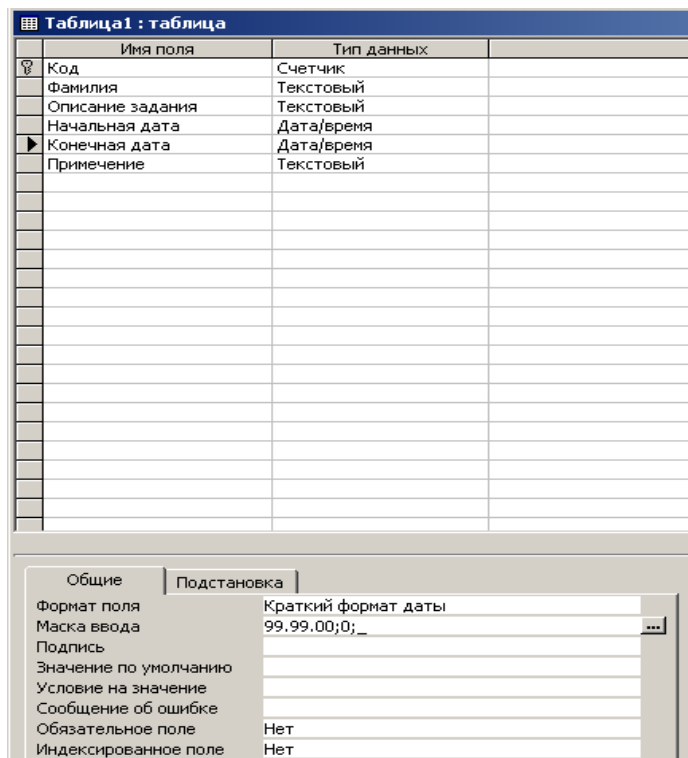 Таблица1 : таблица
Имя поля Тип данных
Код Счетчик
Фамилия Текстовый
Описание задания Текстовый
Начальная дата Дата/время
Конечная дата Дата/время
Примечение Текстовый
Общие Подстановка
Формат поля Краткий формат даты
Маска ввода 99.99.00;0;_ ...
Подпись
Значение по умолчанию
Условие на значение
Сообщение об ошибке
Обязательное поле Нет
Индексированное поле Нет